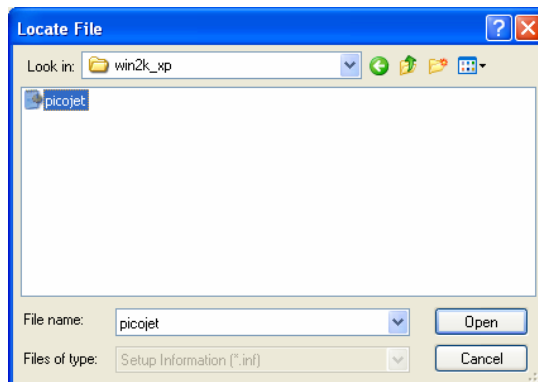 Locate File
Look in: win2k_xp
picojet
File name: picojet Open
Files of type: Setup Information (*.inf) Cancel